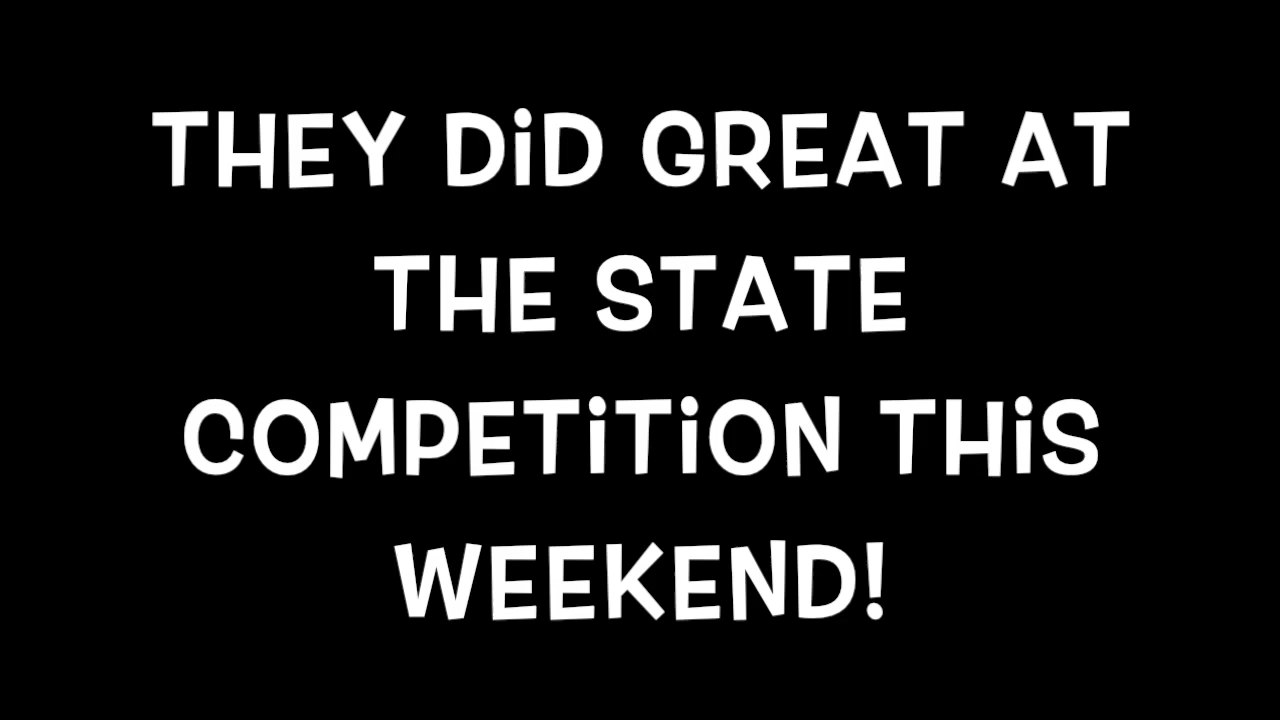 THEY DiD GREAT AT
THE STATE
COMPETiTiON THiS
WEEKEND!